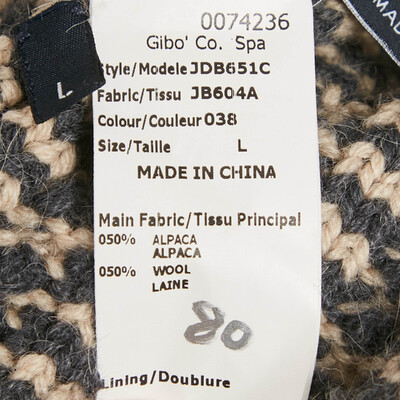 0074236
Gibo' Co. Spa
Style/Modele JDB651C
Fabric/Tissu JB604A
Colour/Couleur 038
Size/Taille L
MADE IN CHINA
Main Fabric/Tissu Principal
050% ALPACA
ALPACA
050% WOOL
LAINE
80
Lining/Doublure
L
MAD